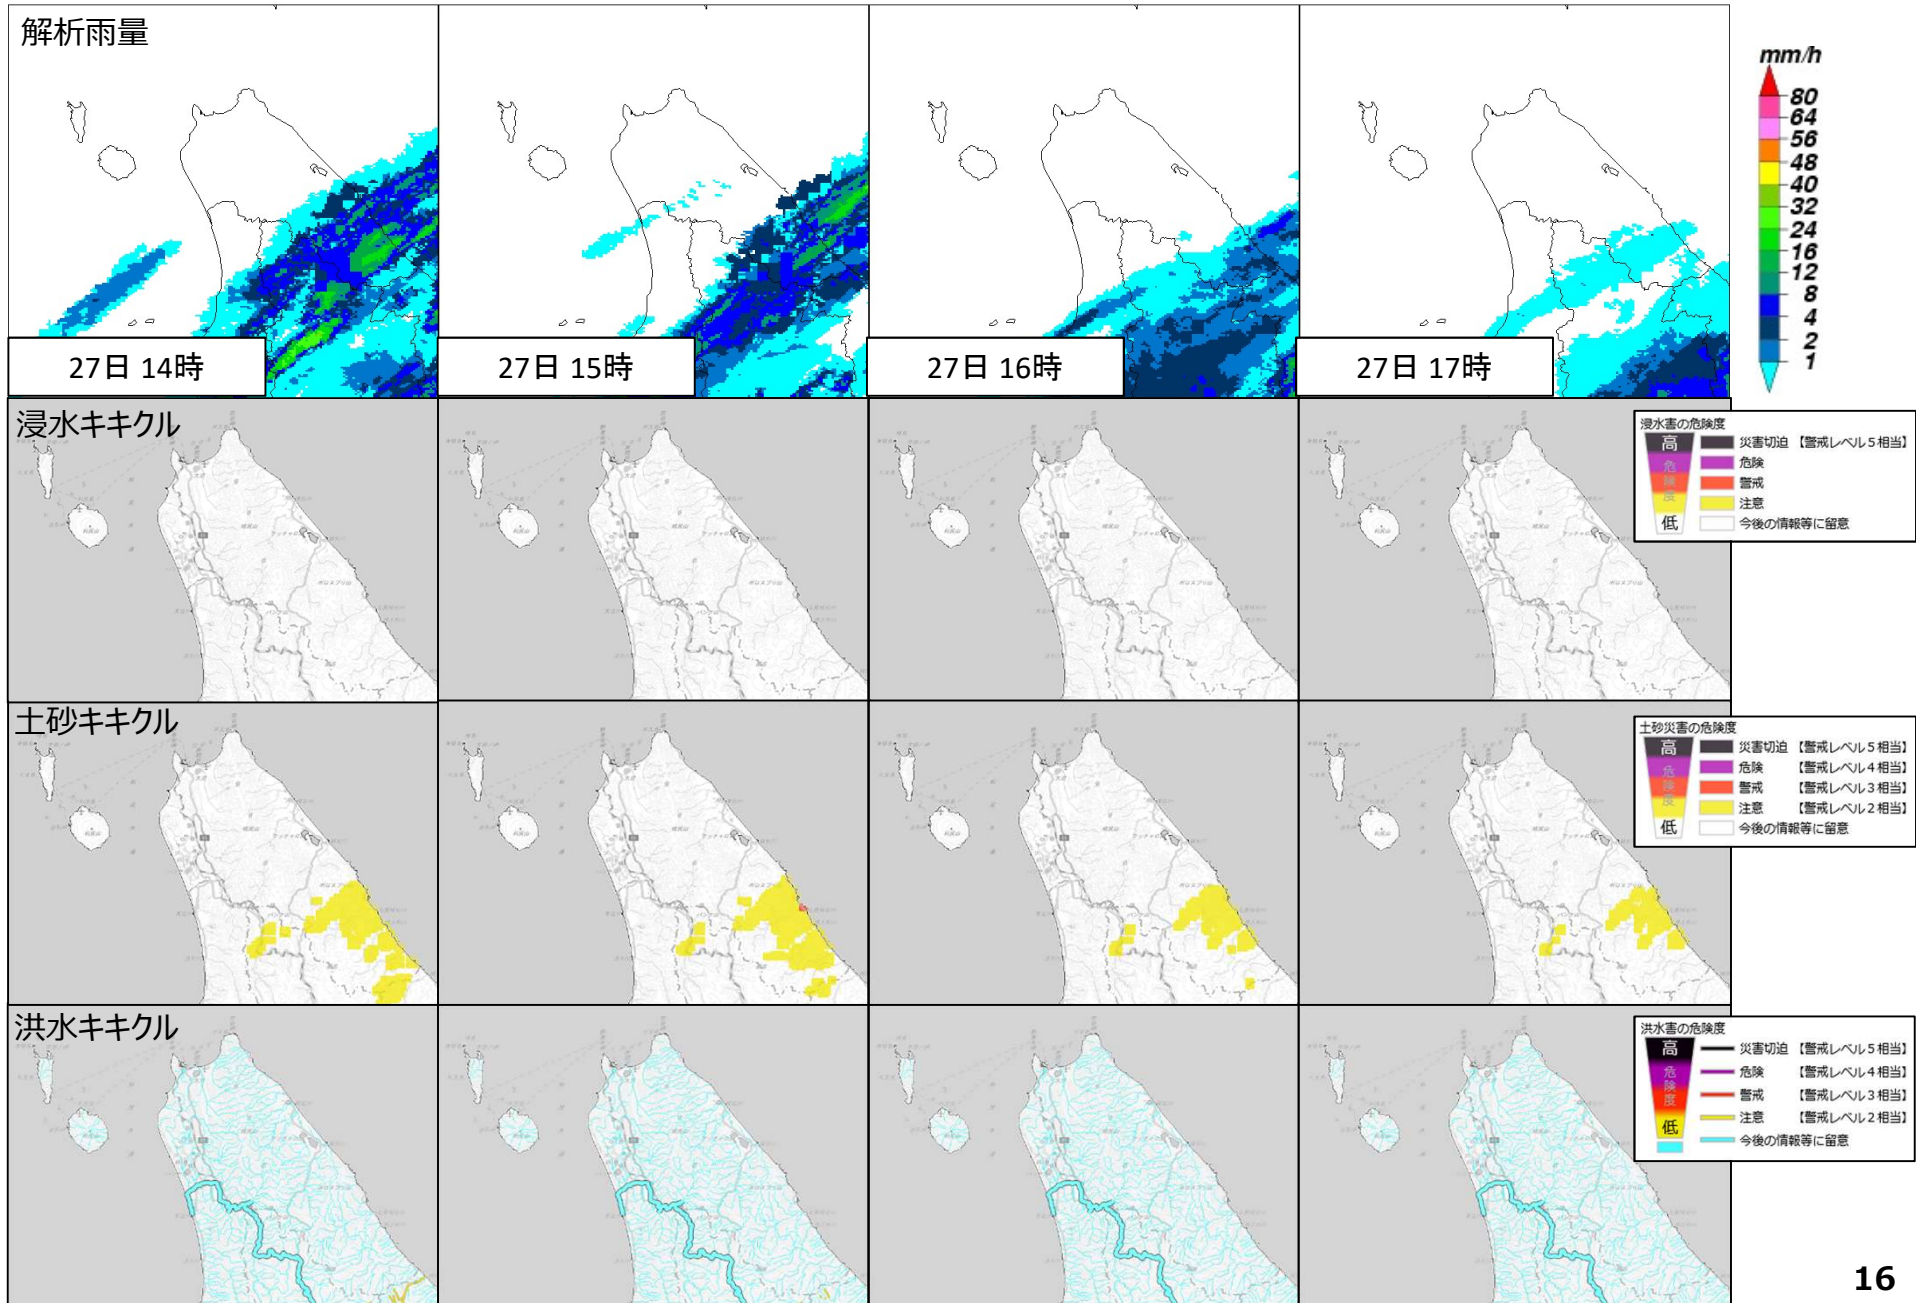 解析雨量
27日 14時
27日 15時
27日 16時
27日 17時
mm/h
80
64
56
48
40
32
24
16
12
8
4
2
1
浸水キキクル
浸水害の危険度
高
危険度
低
災害切迫 【警戒レベル5相当】
危険
警戒
注意
今後の情報等に留意
土砂キキクル
土砂災害の危険度
高
危険度
低
災害切迫 【警戒レベル5相当】
危険 【警戒レベル4相当】
警戒 【警戒レベル3相当】
注意 【警戒レベル2相当】
今後の情報等に留意
洪水キキクル
洪水害の危険度
高
危険度
低
災害切迫 【警戒レベル5相当】
危険 【警戒レベル4相当】
警戒 【警戒レベル3相当】
注意 【警戒レベル2相当】
今後の情報等に留意
16